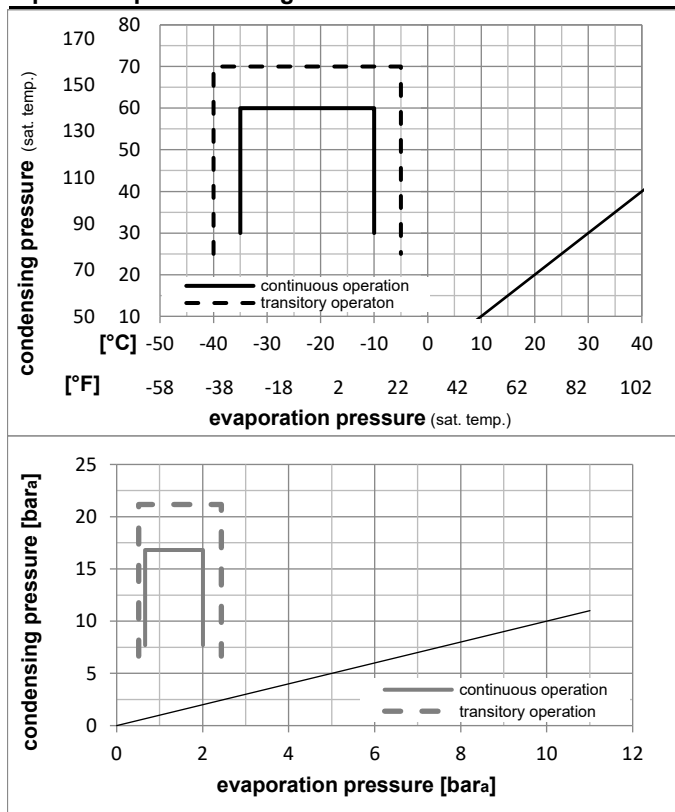 condensing pressure (sat. temp.)
170 80
70
150
60
130
50
110
40
90
30
70
20
50 10
continuous operation
transitory operaton
[°C] -50 -40 -30 -20 -10 0 10 20 30 40
[°F] -58 -38 -18 2 22 42 62 82 102
evaporation pressure (sat. temp.)
condensing pressure [bara]
25
20
15
10
5
0
continuous operation
transitory operation
0 2 4 6 8 10 12
evaporation pressure [bara]